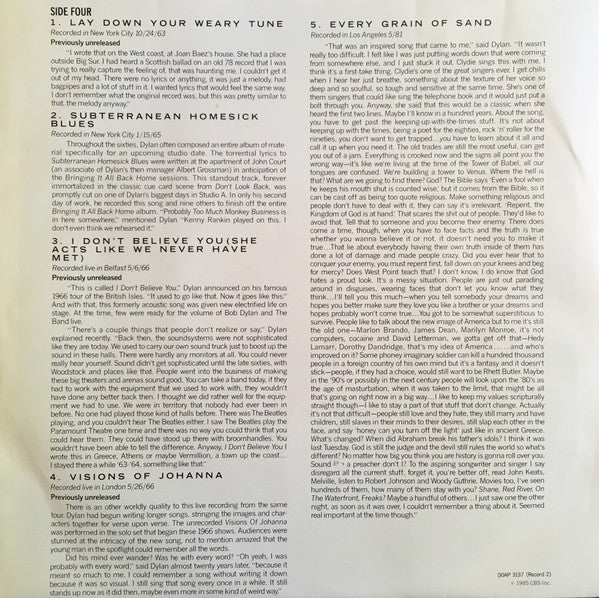 SIDE FOUR
1. LAY DOWN YOUR WEARY TUNE
Recorded in New York City 10/24/63
Previously unreleased
"I wrote that on the West coast, at Joan Baez's house. She had a place
outside Big Sur. I had heard a Scottish ballad on an old 78 record that I was
trying to really capture the feeling of, that was haunting me. I couldn't get it
out of my head. There were no lyrics or anything, it was just a melody, had
bagpipes and a lot of stuff in it. I wanted lyrics that would feel the same way.
I don't remember what the original record was, but this was pretty similar to
that, the melody anyway."
2. SUBTERRANEAN HOMESICK
BLUES
Recorded in New York City 1/15/65
Throughout the sixties, Dylan often composed an entire album of mate-
rial specifically for an upcoming studio date. The torrential lyrics to
Subterranean Homesick Blues were written at the apartment of John Court
(an associate of Dylan's then manager Albert Grossman) in anticipation of
the Bringing It All Back Home sessions. This standout track, forever
immortalized in the classic cue card scene from Don't Look Back, was
promptly cut on one of Dylan's biggest days in Studio A. In only his second
day of work, he recorded this song and nine others to finish off the entire
Bringing It All Back Home album. "Probably Too Much Monkey Business is
in here somewhere," mentioned Dylan "Kenny Rankin played on this. I
don't even think we rehearsed it."
3. I DON'T BELIEVE YOU(SHE
ACTS LIKE WE NEVER HAVE
MET)
Recorded live in Belfast 5/6/66
Previously unreleased
"This is called I Don't Believe You," Dylan announced on his famous
1966 tour of the British Isles. "It used to go like that. Now it goes like this."
And with that, this formerly acoustic song was given new electrified life on
stage. At the time, few were ready for the volume of Bob Dylan and The
Band live.
"There's a couple things that people don't realize or say," Dylan
explained recently. "Back then, the soundsystems were not sophisticated
like they are today. We used to carry our own sound truck just to boost up the
sound in these halls. There were hardly any monitors at all. You could never
really hear yourself. Sound didn't get sophisticated until the late sixties, with
Woodstock and places like that. People went into the business of making
these big theaters and arenas sound good. You can take a band today, if they
had to work with the equipment that we used to work with, they wouldn't
have done any better back then. I thought we did rather well for the equip-
ment we had to use. We were in territory that nobody had ever been in
before. No one had played those kind of halls before. There was The Beatles
playing, and you couldn't hear The Beatles either. I saw The Beatles play the
Paramount Theatre one time and there was no way you could think that you
could hear them. They could have stood up there with broomhandles. You
wouldn't have been able to tell the difference. Anyway, I Don't Believe You I
wrote this in Greece, Athens or maybe Vermillion, a town up the coast...
I stayed there a while '63-'64, something like that."
4. VISIONS OF JOHANNA
Recorded live in London 5/26/66
Previously unreleased
There is an other worldly quality to this live recording from the same
tour. Dylan had begun writing longer songs, stringing the images and char-
acters together for verse upon verse. The unrecorded Visions Of Johanna
was performed in the solo set that began these 1966 shows. Audiences were
stunned at the intricacy of the new song, not to mention amazed that the
young man in the spotlight could remember all the words.
Did his mind ever wander? Was he with every word? "Oh yeah, I was
probably with every word," said Dylan almost twenty years later, "because it
meant so much to me. I could remember a song without writing it down
because it was so visual. I still sing that song every once in a while. It still
stands up now as it did then, maybe even more in some kind of weird way."
5. EVERY GRAIN OF SAND
Recorded in Los Angeles 5/81
"That was an inspired song that came to me," said Dylan. "It wasn't
really too difficult. I felt like I was just putting words down that were coming
from somewhere else, and I just stuck it out. Clydie sings this with me. I
think it's a first take thing. Clydie's one of the great singers ever, I get chills
when I hear her just breathe, something about the texture of her voice so
deep and so soulful, so tough and sensitive at the same time. She's one of
them singers that could like sing the telephone book and it would just put a
bolt through you. Anyway, she said that this would be a classic when she
heard the first two lines. Maybe I'll know in a hundred years. About the song,
you have to get past the keeping up with the times stuff. It's not about
keeping up with the times, being a poet for the eighties, rock 'n' roller for the
nineties, you don't want to get trapped...you have to learn about it all and
call it up when you need it. The old trades are still the most useful, can get
you out of a jam. Everything is crooked now and the signs all point you the
wrong way—it's like we're living at the time of the Tower of Babel, all our
tongues are confused. We're building a tower to Venus. Where the hell is
that? What are we going to find there? God? The Bible says 'Even a fool when
he keeps his mouth shut is counted wise,' but it comes from the Bible, so it
can be cast off as being too quote religious. Make something religious and
people don't have to deal with it, they can say it's irrelevant. 'Repent, the
Kingdom of God is at hand.' That scares the shit out of people. They'd like to
avoid that. Tell that to someone and you become their enemy. There does
come a time, though, when you have to face facts and the truth is true
whether you wanna believe it or not, it doesn't need you to make it
true...That lie about everybody having their own truth inside of them has
done a lot of damage and made people crazy. Did you ever hear that to
conquer your enemy, you must repent first, fall down on your knees and beg
for mercy? Does West Point teach that? I don't know, I do know that God
hates a proud look. It's a messy situation. People are just out parading
around in disguises, wearing faces that don't let you know what they
think...I'll tell you this much—when you tell somebody your dreams and
hopes you better make sure they love you like a brother or your dreams and
hopes probably won't come true...You got to be somewhat superstitious to
survive. People like to talk about the new image of America but to me it's still
the old one—Marlon Brando, James Dean, Marilyn Monroe, it's not
computers, cocaine and David Letterman, we gotta get off that—Hedy
Lamarr, Dorothy Dandridge, that's my idea of America.....and who's
improved on it? Some phoney imaginary soldier can kill a hundred thousand
people in a foreign country of his own mind but it's a fantasy and it doesn't
stick—people, if they had a choice, would still want to be Rhett Butler. Maybe
in the '90's or possibly in the next century people will look upon the '80's as
the age of masturbation, when it was taken to the limit, that might be all
that's going on right now in a big way...I like to keep my values scripturally
straight though—I like to stay a part of that stuff that don't change. Actually
it's not that difficult—people still love and they hate, they still marry and have
children, still slaves in their minds to their desires, still slap each other in the
face, and say 'honey can you turn off the light' just like in ancient Greece.
What's changed? When did Abraham break his father's idols? I think it was
last Tuesday. God is still the judge and the devil still rules the world so what's
different? No matter how big you think you are history is gonna roll over you.
Sound a preacher don't I? To the aspiring songwriter and singer I say
disregard all the current stuff, forget it, you're better off, read John Keats,
Melville, listen to Robert Johnson and Woody Guthrie. Movies too, I've seen
hundreds of them, how many of them stay with you? Shane, Red River, On
The Waterfront, Freaks? Maybe a handful of others...I just saw one the other
night, as soon as it was over, I couldn't remember a thing about it. Seemed
real important at the time though."
DOAP 3137 (Record 2)
℗ 1985 CBS Inc.